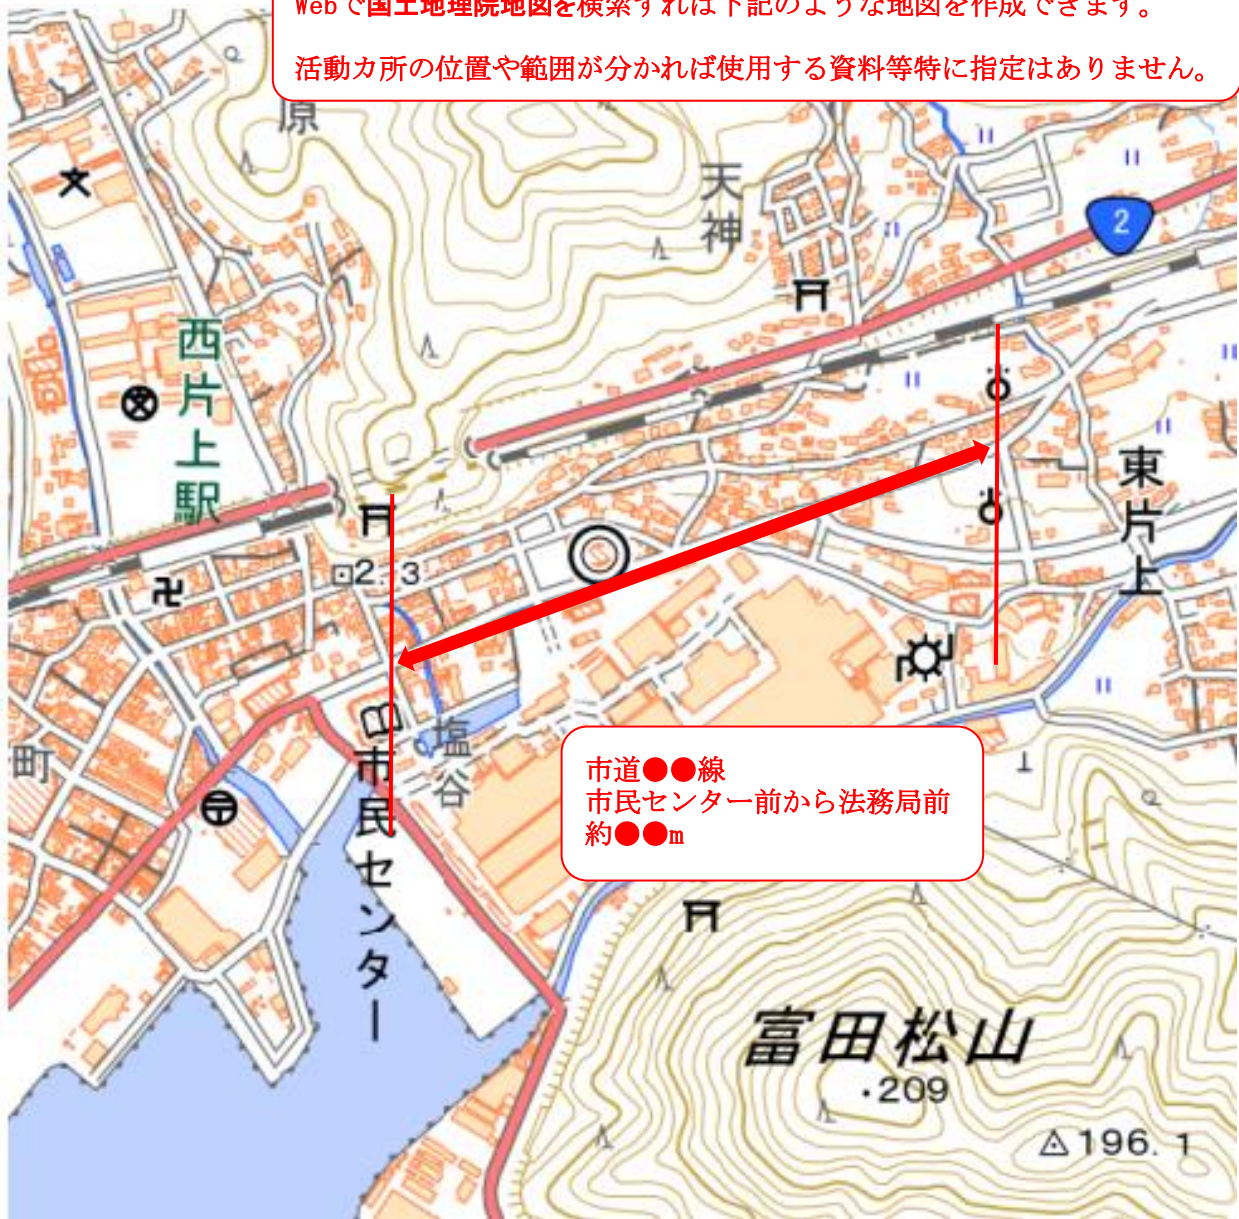 Webで国土地理院地図を検索すれば下記のような地図を作成できます。
活動カ所の位置や範囲が分かれば使用する資料等特に指定はありません。
原
天神
2
西片上駅
東片上
2.3
塩谷
町
市民センター
市道●●線
市民センター前から法務局前
約●●m
富田松山
209
196.1